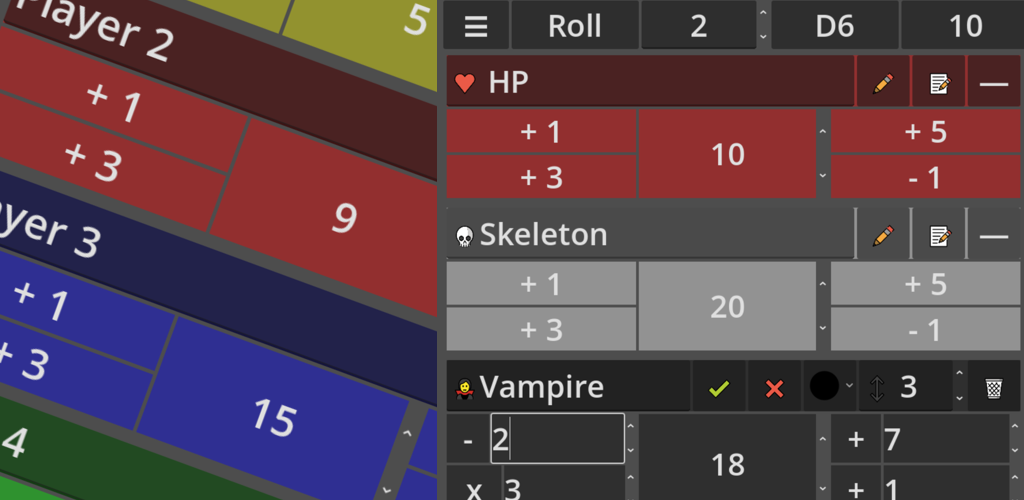 5
Player 2
+ 1
+ 3
9
yer 3
+ 1
+ 3
15
4
Roll 2 D6 10
HP
+ 1 10 + 5
+ 3 - 1
Skeleton
+ 1 20 + 5
+ 3 - 1
Vampire 3
- 2 18 + 7
x 3 + 1